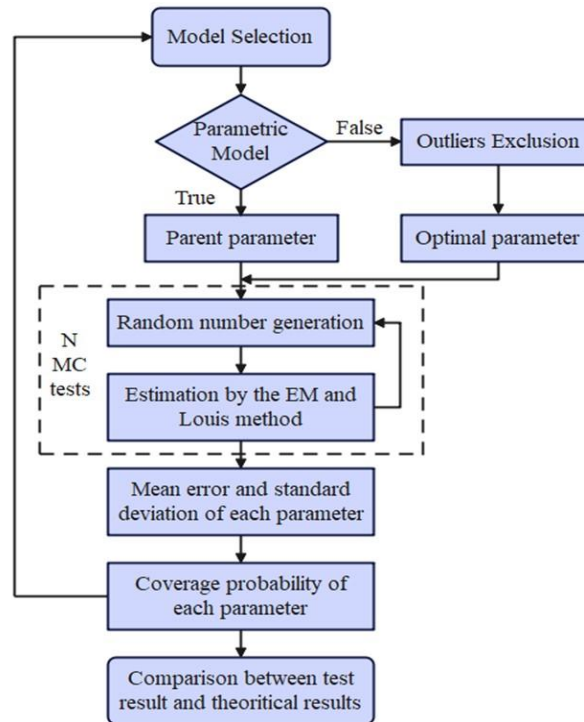 Model Selection
Parametric
Model
False
Outliers Exclusion
True
Parent parameter
Optimal parameter
N
MC
tests
Random number generation
Estimation by the EM and
Louis method
Mean error and standard
deviation of each parameter
Coverage probability of
each parameter
Comparison between test
result and theoritical results